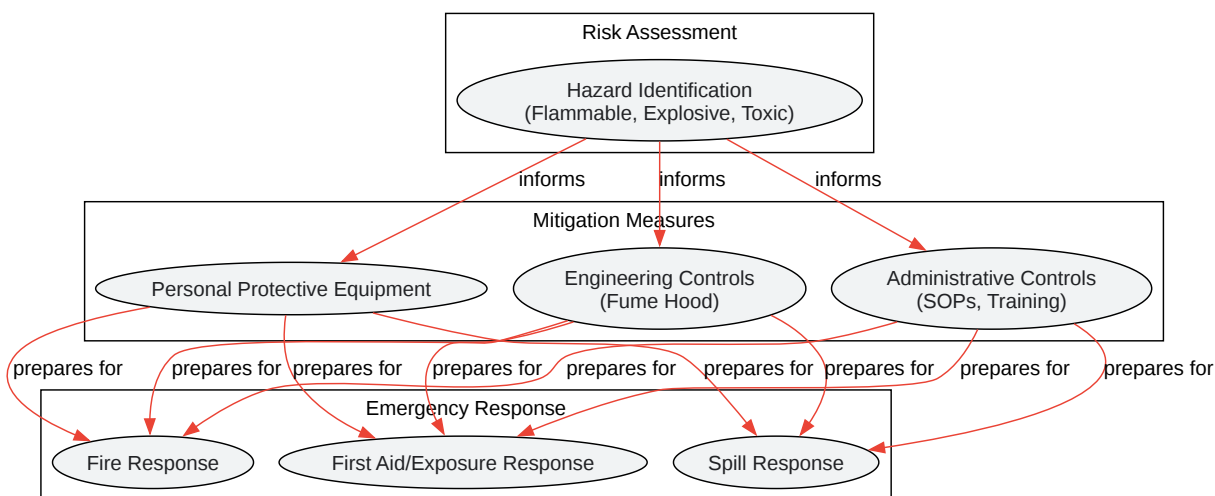 Risk Assessment
Hazard Identification
(Flammable, Explosive, Toxic)
informs
informs
informs
Mitigation Measures
Personal Protective Equipment
Engineering Controls
(Fume Hood)
Administrative Controls
(SOPs, Training)
prepares for
prepares for
prepares for
prepares for
prepares for
prepares for
prepares for
prepares for
prepares for
Emergency Response
Fire Response
First Aid/Exposure Response
Spill Response